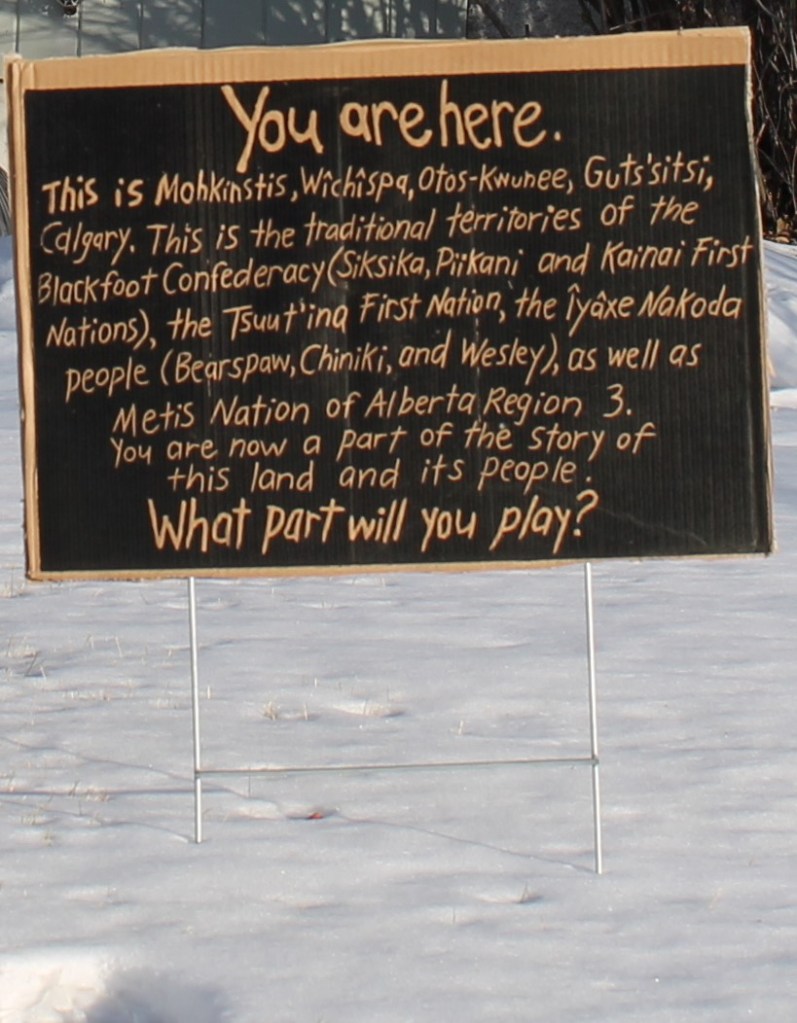 You are here.
This is Mohkinstis, Wîchîspa, Otos-Kwunee, Guts'sitsi,
Calgary. This is the traditional territories of the
Blackfoot Confederacy (Siksika, Piikani and Kainai First
Nations), the Tsuut'ina First Nation, the Îyâxe Nakoda
people (Bearspaw, Chiniki, and Wesley), as well as
Metis Nation of Alberta, Region 3.
You are now a part of the story of
this land and its people.
What part will you play?